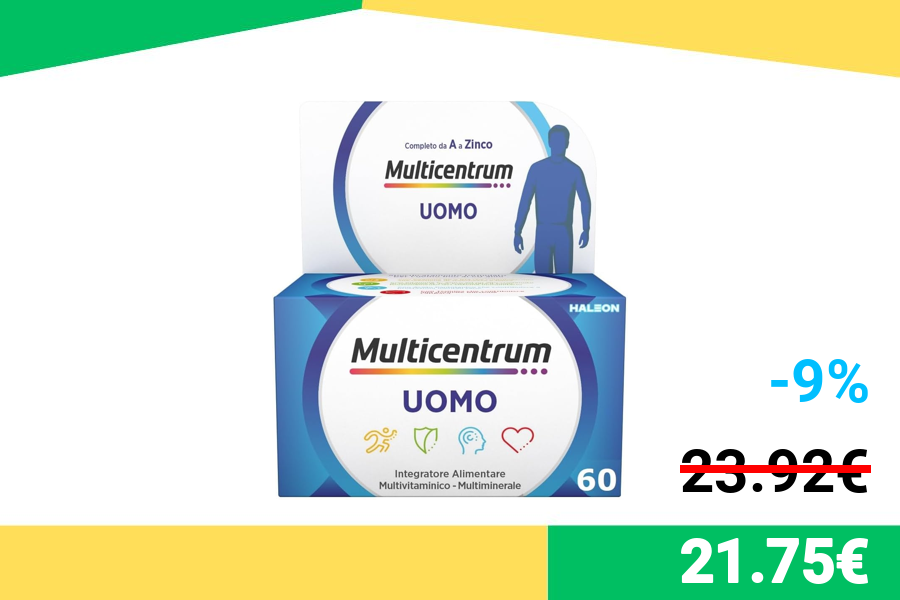 Completo da A a Zinco
Multicentrum
UOMO
HALEON
Multicentrum
UOMO
Integratore Alimentare
Multivitaminico - Multiminerale
60
-9%
23.92€
21.75€